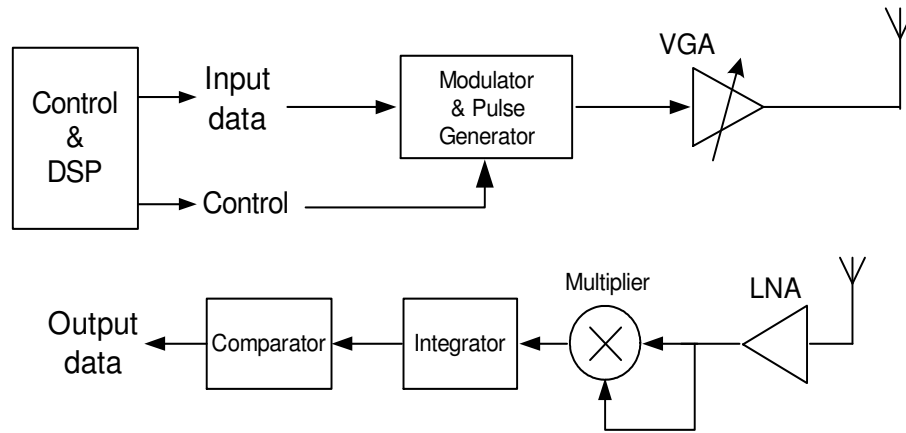 Control
&
DSP
Input
data
Control
Modulator
& Pulse
Generator
VGA
Output
data
Comparator
Integrator
Multiplier
LNA